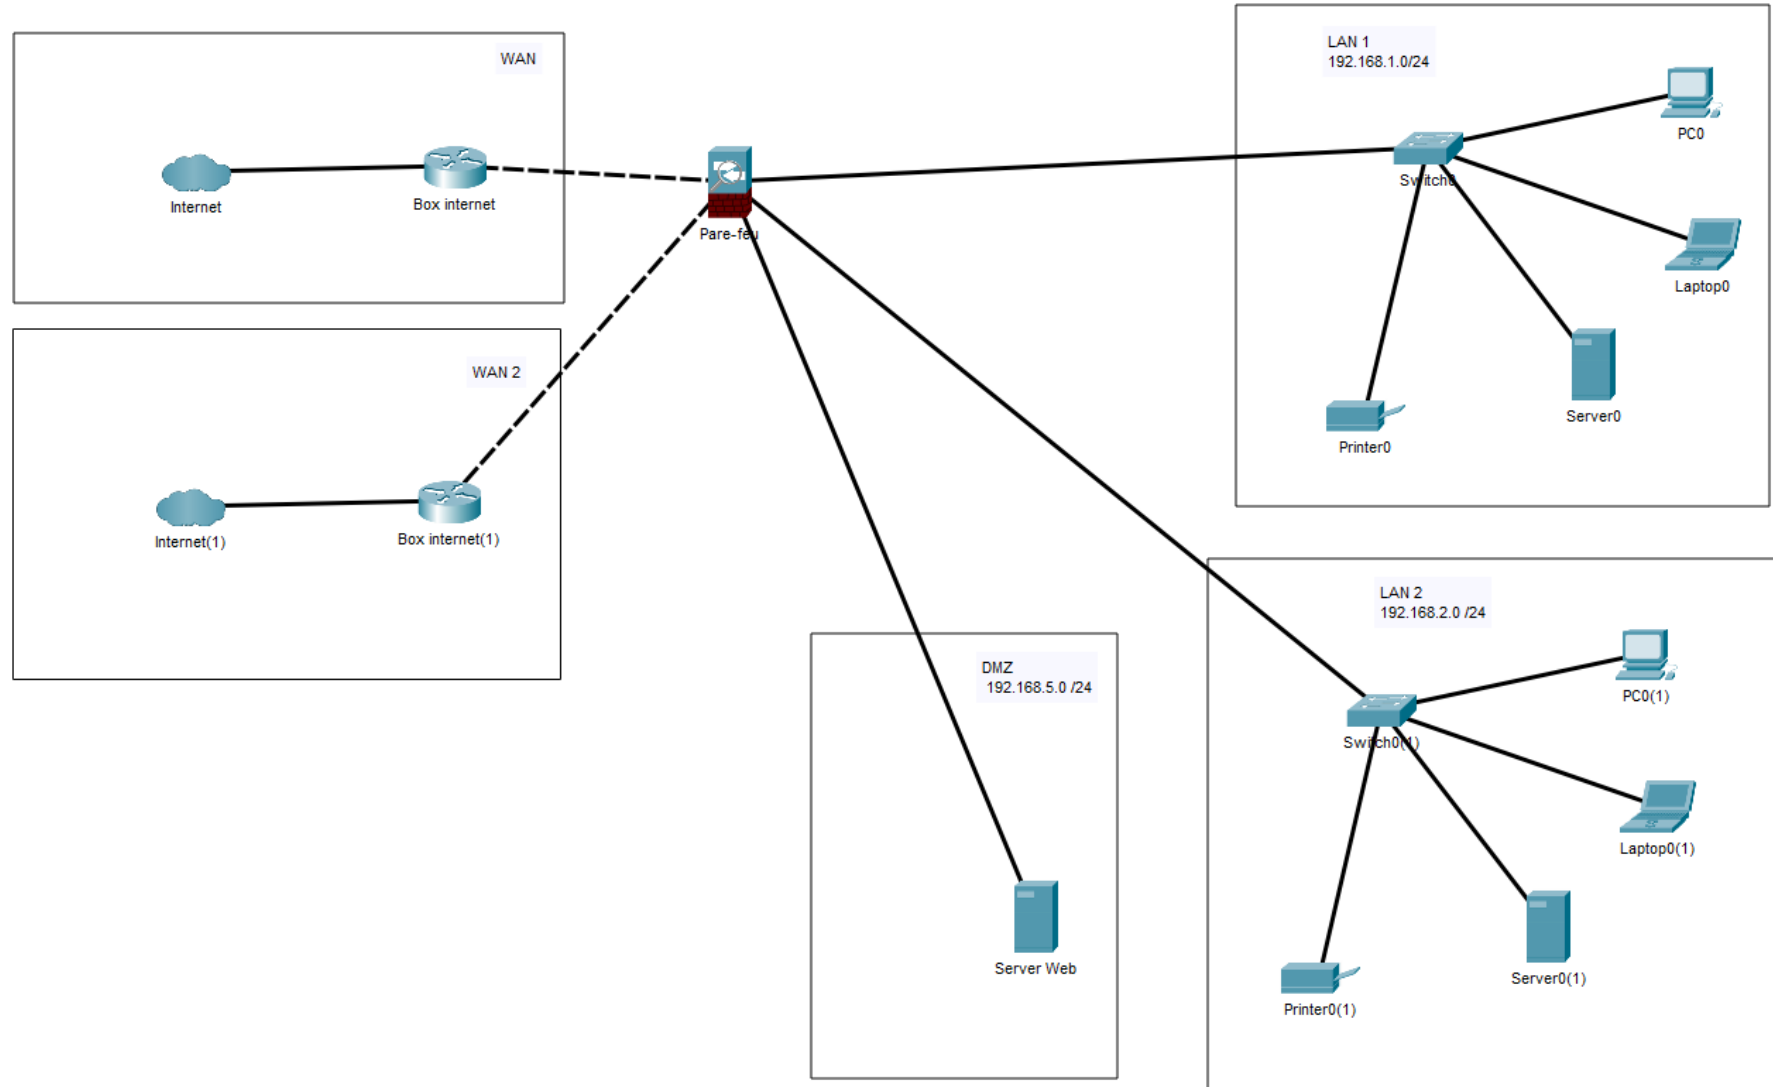 WAN
Internet
Box internet
Pare-feu
LAN 1
192.168.1.0/24
PC0
Switch0
Laptop0
Server0
Printer0
WAN 2
Internet(1)
Box internet(1)
DMZ
192.168.5.0 /24
Server Web
LAN 2
192.168.2.0 /24
PC0(1)
Switch0(1)
Laptop0(1)
Server0(1)
Printer0(1)